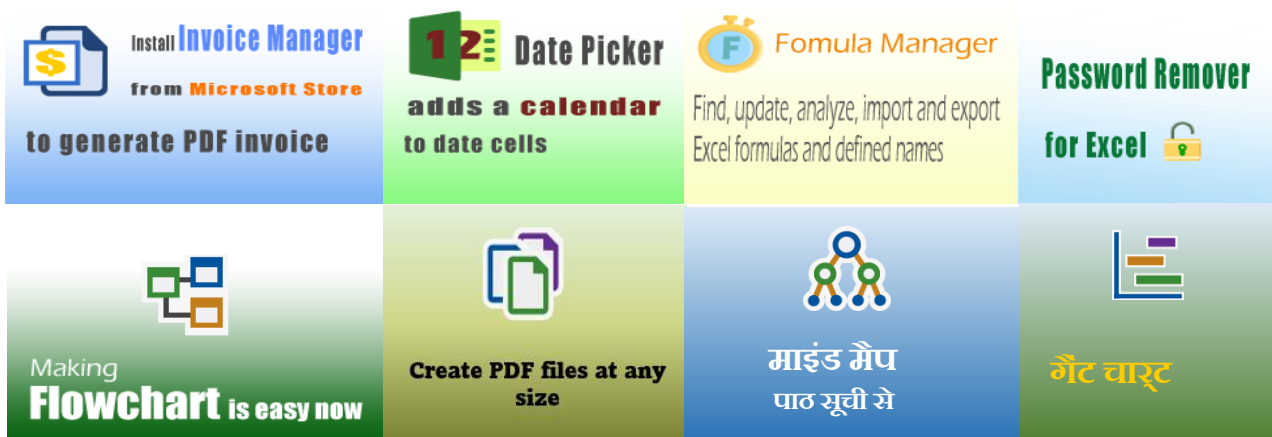 $
Install Invoice Manager
from Microsoft Store
to generate PDF invoice
12
Date Picker
adds a calendar
to date cells
F
Fomula Manager
Find, update, analyze, import and export
Excel formulas and defined names
Password Remover
for Excel
Making
Flowchart is easy now
Create PDF files at any
size
माइंड मैप
पाठ सूची से
गैंट चार्ट